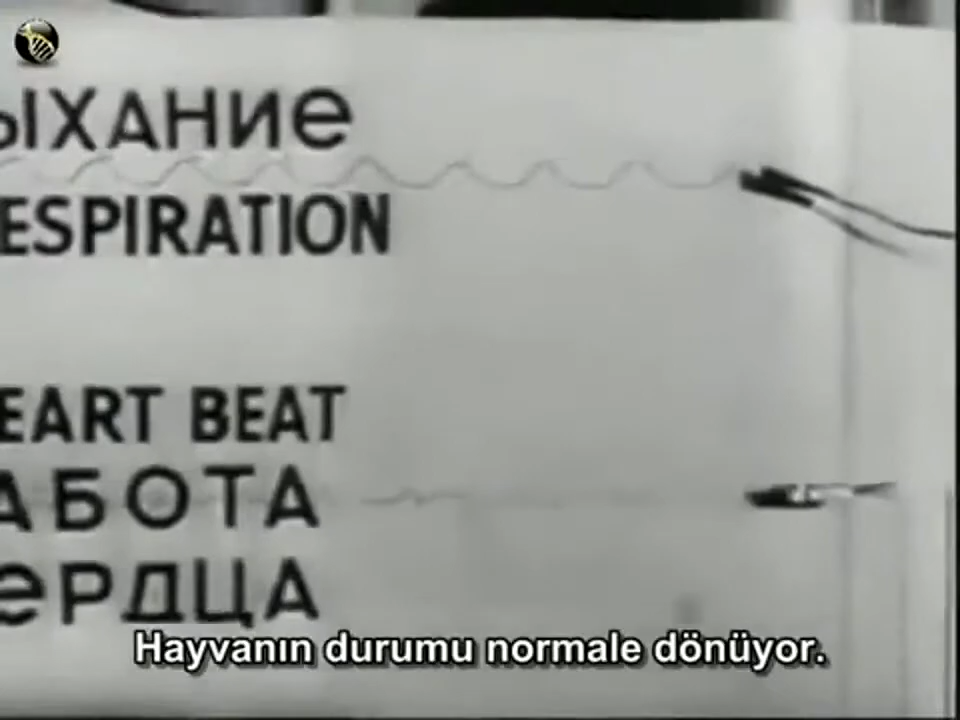 ЫХАНИЕ
ESPIRATION
EART BEAT
АБОТА
ЕРДЦА
Hayvanın durumu normale dönüyor.